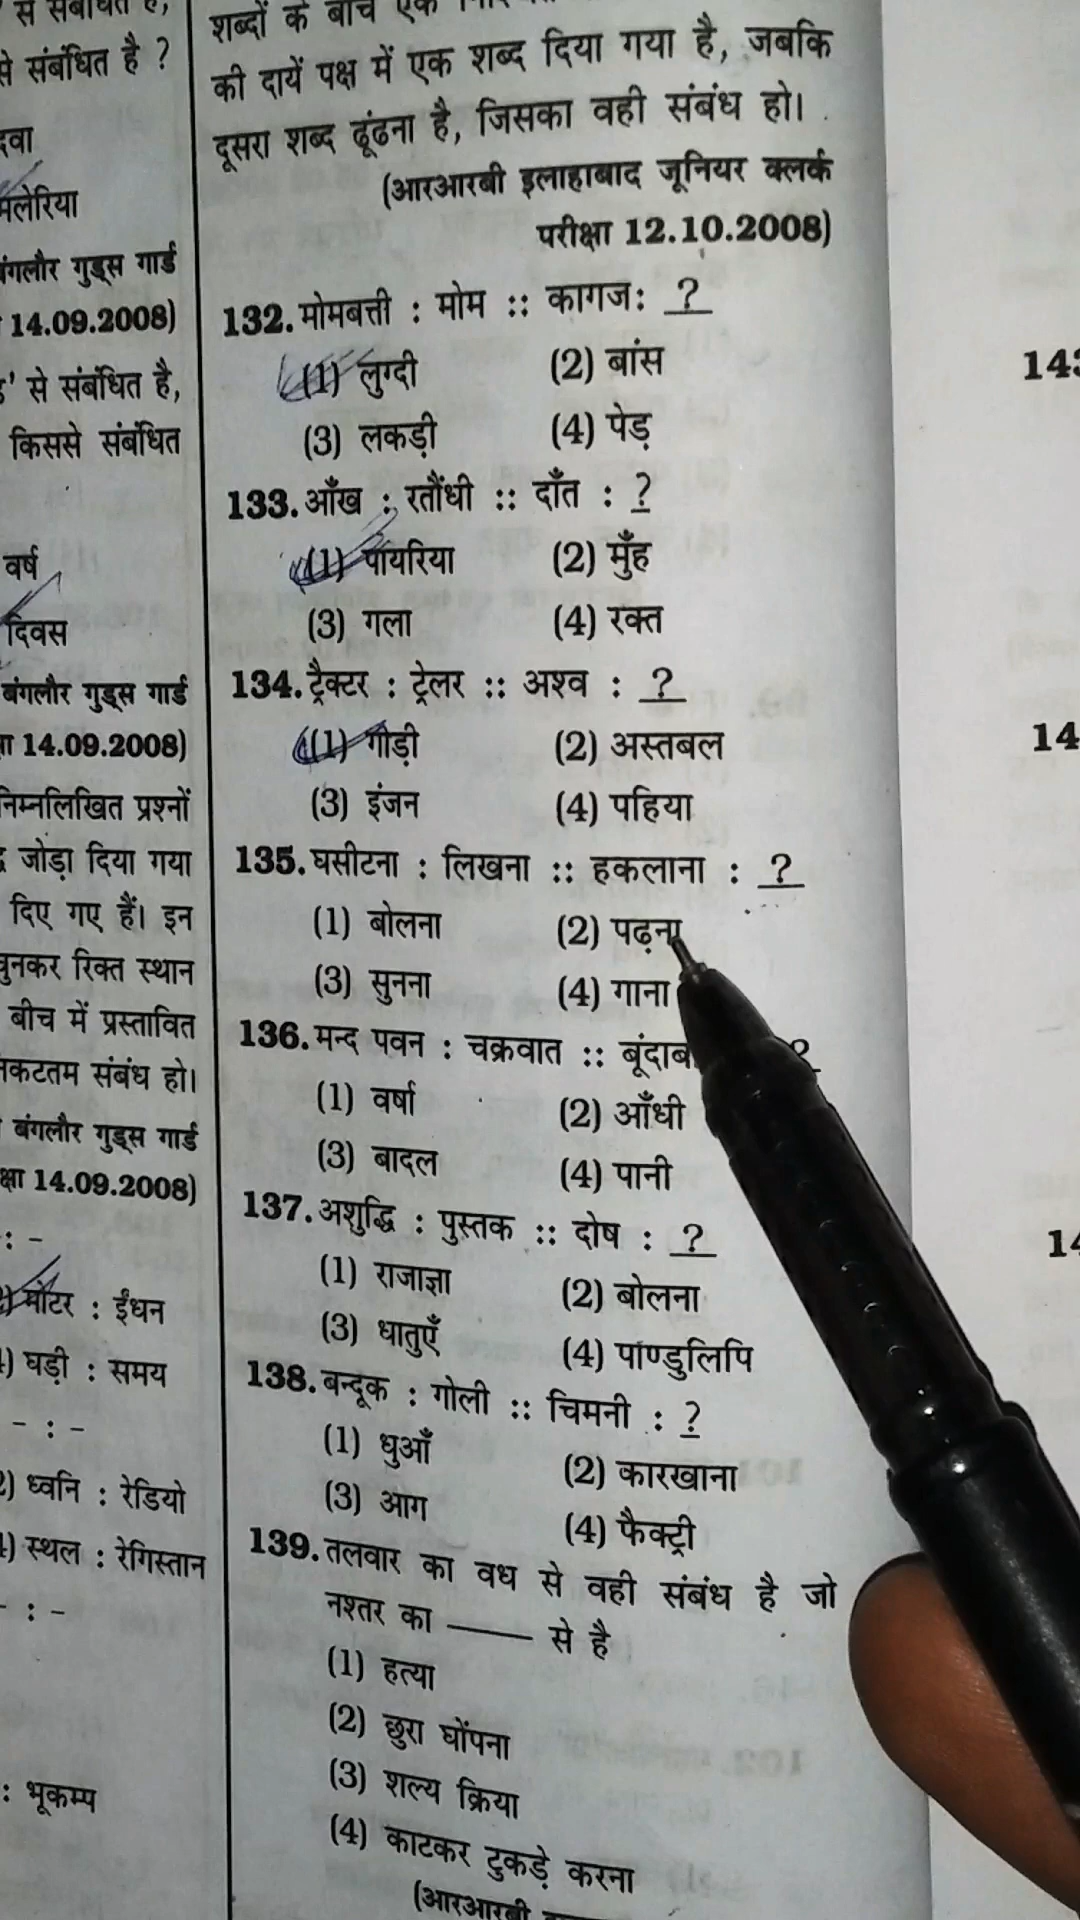 से संबंधित है ?
मलेरिया
14.09.2008)
से संबंधित है,
किससे संबंधित
वर्ष
दिवस
बंगलौर गुड्स गार्ड
14.09.2008)
निम्नलिखित प्रश्नों
जोड़ा दिया गया
दिए गए हैं। इन
चुनकर रिक्त स्थान
बीच में प्रस्तावित
निकटतम संबंध हो।
बंगलौर गुड्स गार्ड
14.09.2008)
: -
मोटर : ईंधन
घड़ी : समय
- : -
ध्वनि : रेडियो
स्थल : रेगिस्तान
- : -
: भूकम्प
शब्दों के बीच एक
की दायें पक्ष में एक शब्द दिया गया है, जबकि
दूसरा शब्द ढूंढना है, जिसका वही संबंध हो।
(आरआरबी इलाहाबाद जूनियर क्लर्क
परीक्षा 12.10.2008)
132. मोमबत्ती : मोम :: कागज: ?
(1) लुग्दी (2) बांस
(3) लकड़ी (4) पेड़
133. आँख : रतौंधी :: दाँत : ?
(1) पायरिया (2) मुँह
(3) गला (4) रक्त
134. ट्रैक्टर : ट्रेलर :: अश्व : ?
(1) गाड़ी (2) अस्तबल
(3) इंजन (4) पहिया
135. घसीटना : लिखना :: हकलाना : ?
(1) बोलना (2) पढ़ना
(3) सुनना (4) गाना
136. मन्द पवन : चक्रवात :: ?
(1) वर्षा (2) आँधी
(3) बादल (4) पानी
137. अशुद्धि : पुस्तक :: दोष : ?
(1) राजाज्ञा (2) बोलना
(3) धातुएँ (4) पाण्डुलिपि
138. बन्दूक : गोली :: चिमनी : ?
(1) धुआँ (2) कारखाना
(3) आग (4) फैक्ट्री
139. तलवार का वध से वही संबंध है जो
नश्तर का —— से है
(1) हत्या
(2) छुरा घोंपना
(3) शल्य क्रिया
(4) काटकर टुकड़े करना
(आरआरबी